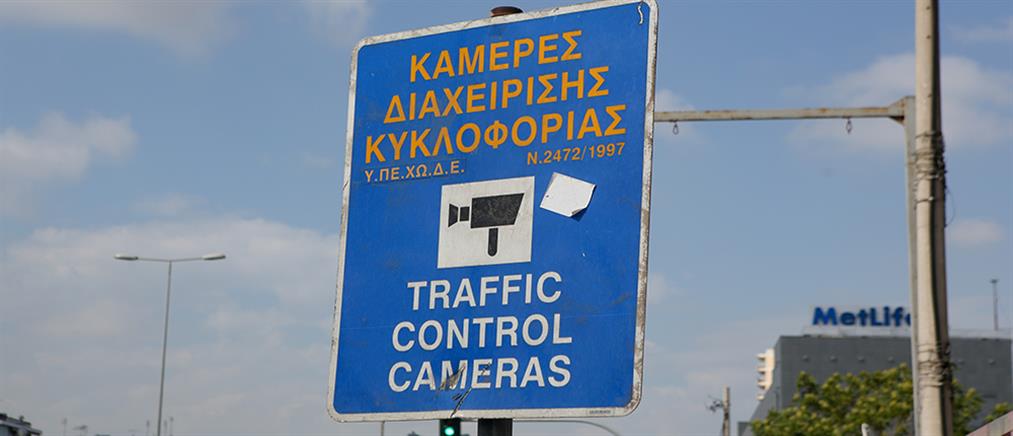 ΚΑΜΕΡΕΣ
ΔΙΑΧΕΙΡΙΣΗΣ
ΚΥΚΛΟΦΟΡΙΑΣ
Υ.ΠΕ.ΧΩ.Δ.Ε. Ν.2472/1997
TRAFFIC
CONTROL
CAMERAS
MetLife